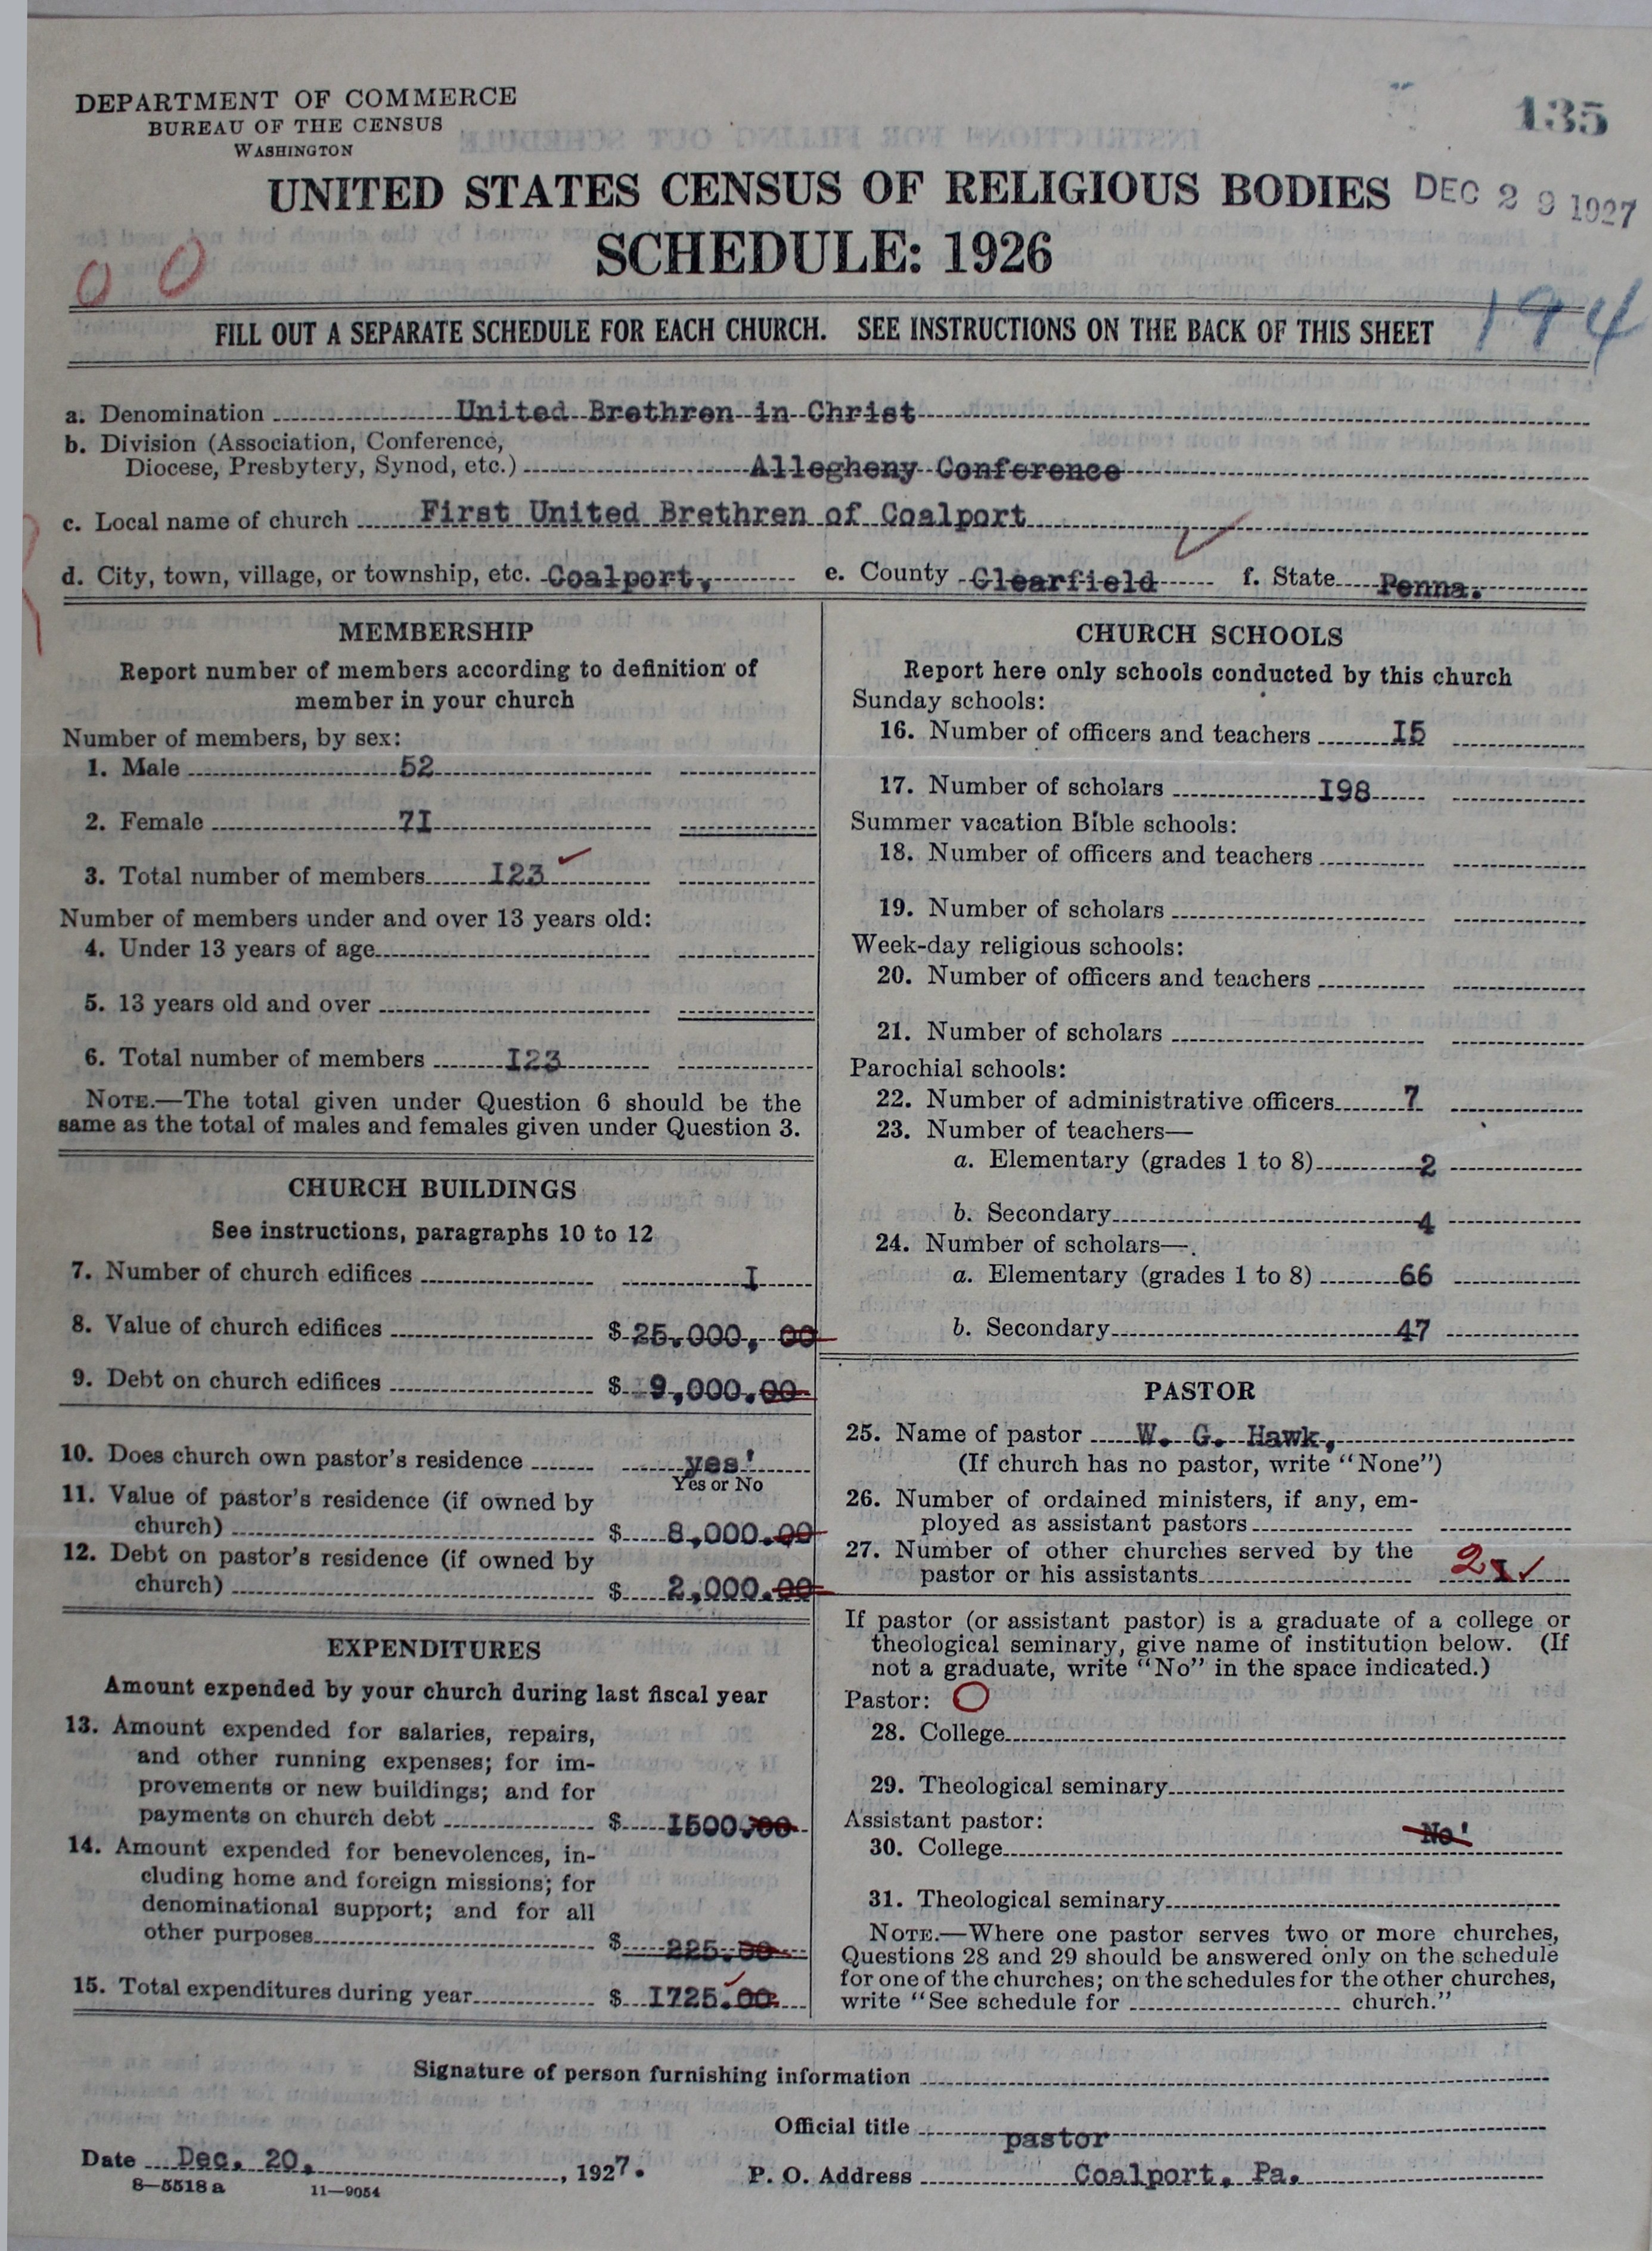 DEPARTMENT OF COMMERCE
BUREAU OF THE CENSUS
WASHINGTON
135
UNITED STATES CENSUS OF RELIGIOUS BODIES
DEC 29 1927
SCHEDULE: 1926
0 0
194
FILL OUT A SEPARATE SCHEDULE FOR EACH CHURCH. SEE INSTRUCTIONS ON THE BACK OF THIS SHEET
a. Denomination United Brethren in Christ
b. Division (Association, Conference,
Diocese, Presbytery, Synod, etc.) Allegheny Conference
c. Local name of church First United Brethren of Coalport
d. City, town, village, or township, etc. Coalport, e. County Clearfield f. State Penna.
MEMBERSHIP
Report number of members according to definition of
member in your church
Number of members, by sex:
1. Male 52
2. Female 7I
3. Total number of members I23 ✓
Number of members under and over 13 years old:
4. Under 13 years of age
5. 13 years old and over
6. Total number of members I23
NOTE.—The total given under Question 6 should be the
same as the total of males and females given under Question 3.
CHURCH BUILDINGS
See instructions, paragraphs 10 to 12
7. Number of church edifices I
8. Value of church edifices $ 25.000, 00
9. Debt on church edifices $ 9,000.00
10. Does church own pastor's residence yes!
Yes or No
11. Value of pastor's residence (if owned by
church) $ 8,000.00
12. Debt on pastor's residence (if owned by
church) $ 2,000.00
EXPENDITURES
Amount expended by your church during last fiscal year
13. Amount expended for salaries, repairs,
and other running expenses; for im-
provements or new buildings; and for
payments on church debt $ I500.00
14. Amount expended for benevolences, in-
cluding home and foreign missions; for
denominational support; and for all
other purposes $ 225.00
15. Total expenditures during year $ I725.00
CHURCH SCHOOLS
Report here only schools conducted by this church
Sunday schools:
16. Number of officers and teachers I5
17. Number of scholars I98
Summer vacation Bible schools:
18. Number of officers and teachers
19. Number of scholars
Week-day religious schools:
20. Number of officers and teachers
21. Number of scholars
Parochial schools:
22. Number of administrative officers 7
23. Number of teachers—
a. Elementary (grades 1 to 8) 2
b. Secondary 4
24. Number of scholars—
a. Elementary (grades 1 to 8) 66
b. Secondary 47
PASTOR
25. Name of pastor W. G. Hawk,
(If church has no pastor, write "None")
26. Number of ordained ministers, if any, em-
ployed as assistant pastors
27. Number of other churches served by the
pastor or his assistants 2 I ✓
If pastor (or assistant pastor) is a graduate of a college or
theological seminary, give name of institution below. (If
not a graduate, write "No" in the space indicated.)
Pastor: O
28. College
29. Theological seminary
Assistant pastor:
30. College No!
31. Theological seminary
NOTE.—Where one pastor serves two or more churches,
Questions 28 and 29 should be answered only on the schedule
for one of the churches; on the schedules for the other churches,
write "See schedule for church."
Signature of person furnishing information
Official title pastor
Date Dec. 20, , 1927.
P. O. Address Coalport, Pa.
8—5518 a 11—9054